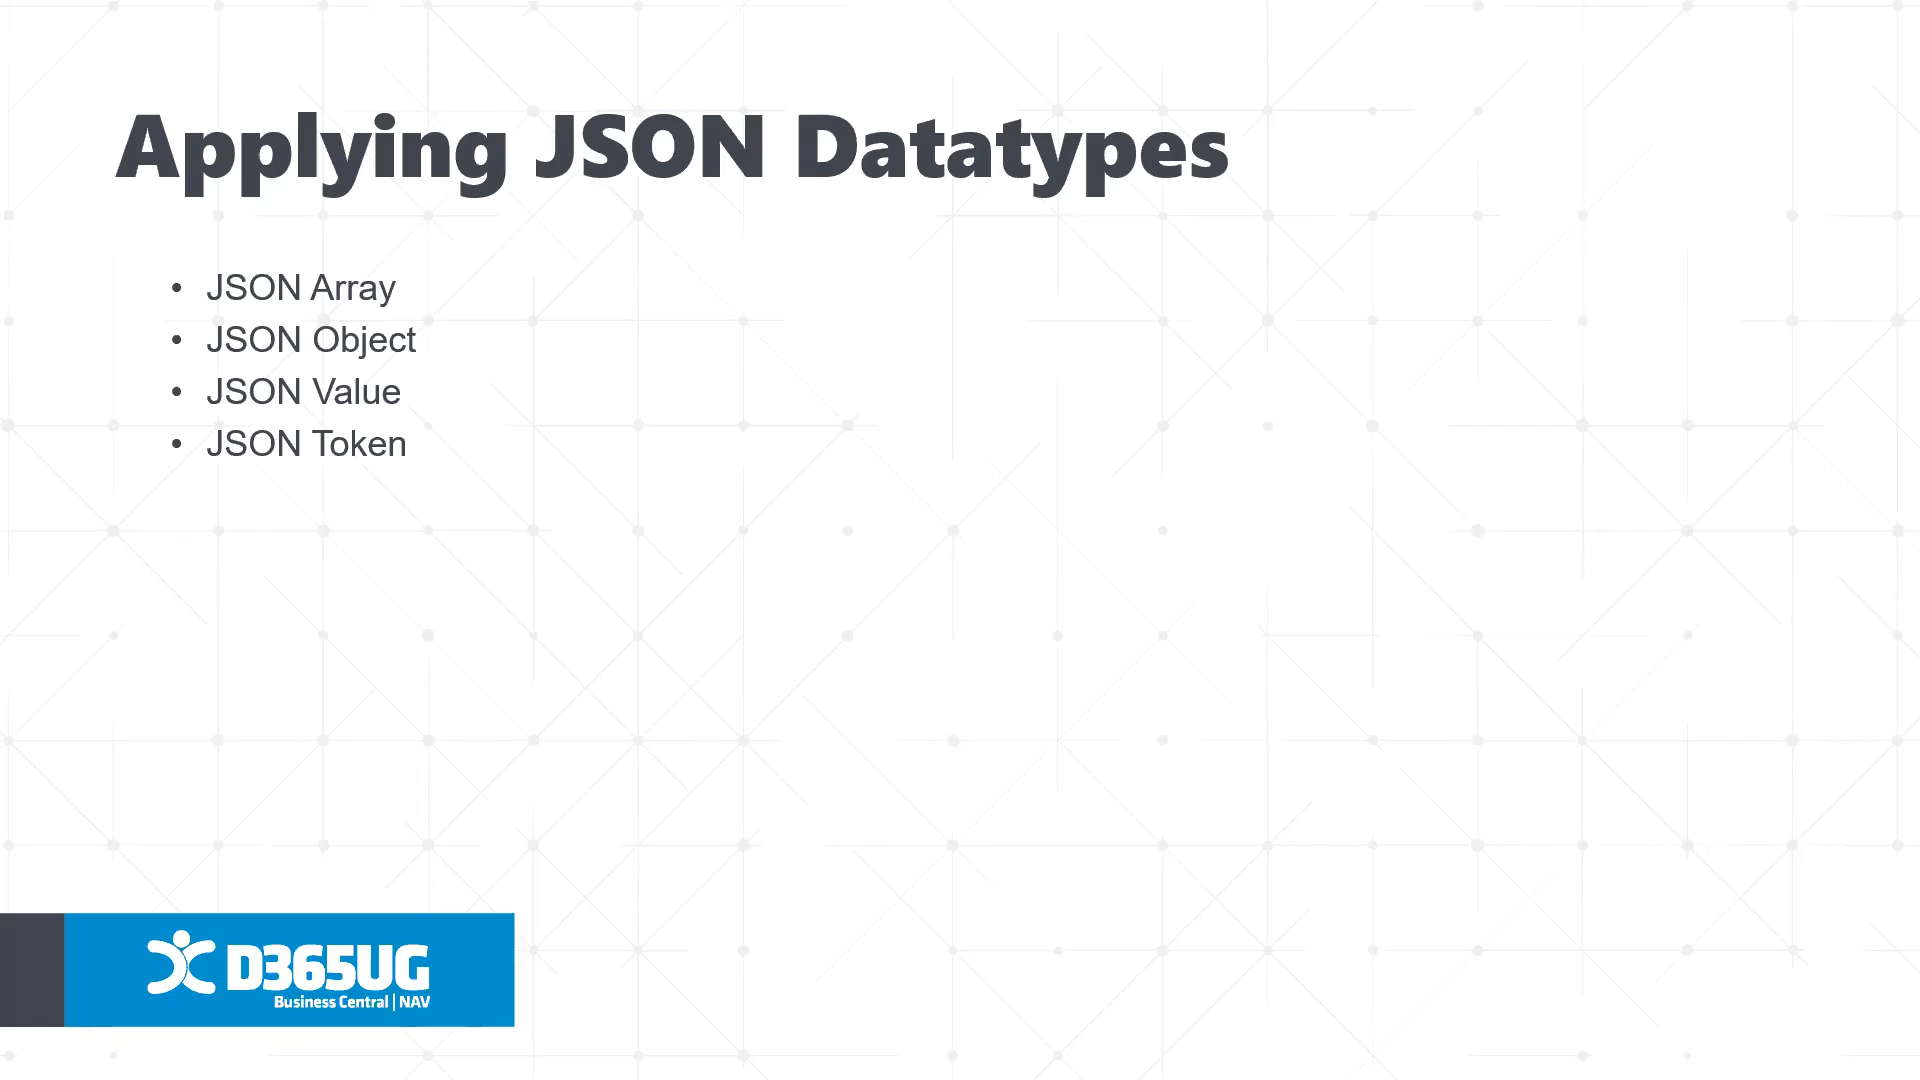 Applying JSON Datatypes
• JSON Array
• JSON Object
• JSON Value
• JSON Token
D365UG
Business Central | NAV